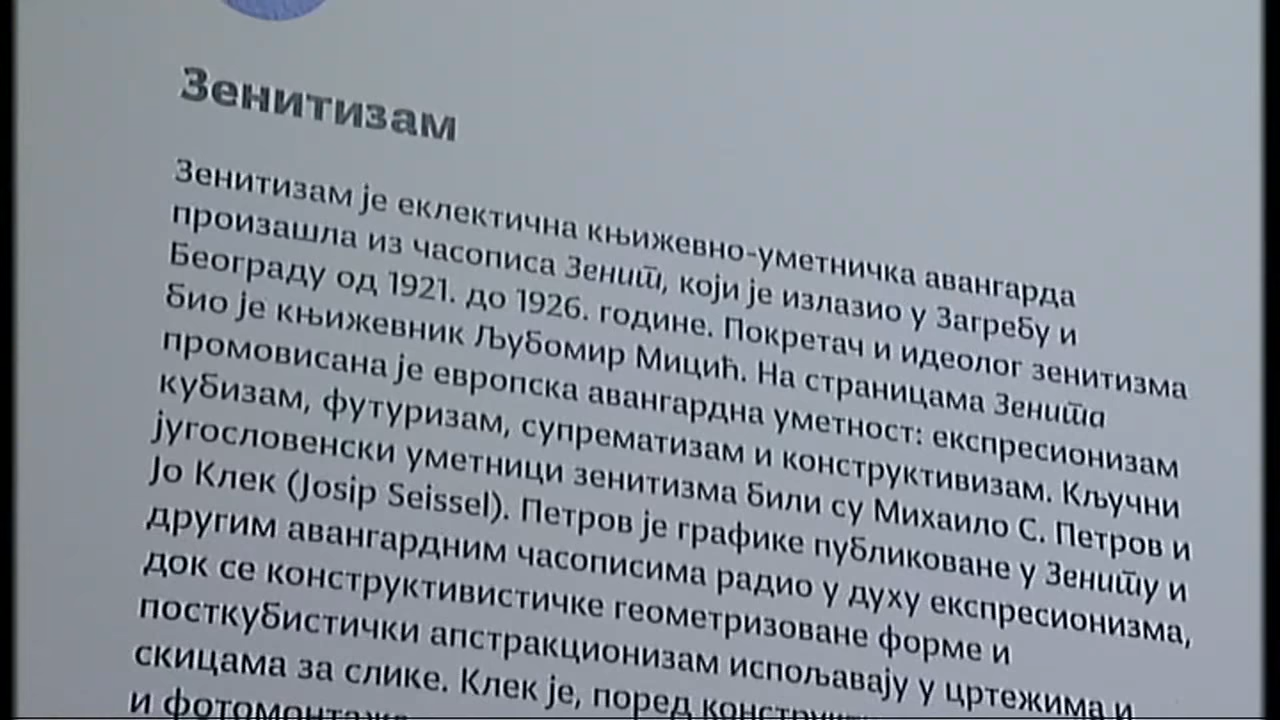 Зенитизам
Зенитизам је еклектична књижевно-уметничка авангарда
произашла из часописа Зенит, који је излазио у Загребу и
Београду од 1921. до 1926. године. Покретач и идеолог зенитизма
био је књижевник Љубомир Мицић. На страницама Зенита
промовисана је европска авангардна уметност: експресионизам
кубизам, футуризам, супрематизам и конструктивизам. Кључни
југословенски уметници зенитизма били су Михаило С. Петров и
Јо Клек (Josip Seissel). Петров је графике публиковане у Зениту и
другим авангардним часописима радио у духу експресионизма,
док се конструктивистичке геометризоване форме и
посткубистички апстракционизам испољавају у цртежима и
скицама за слике. Клек је, поред
и